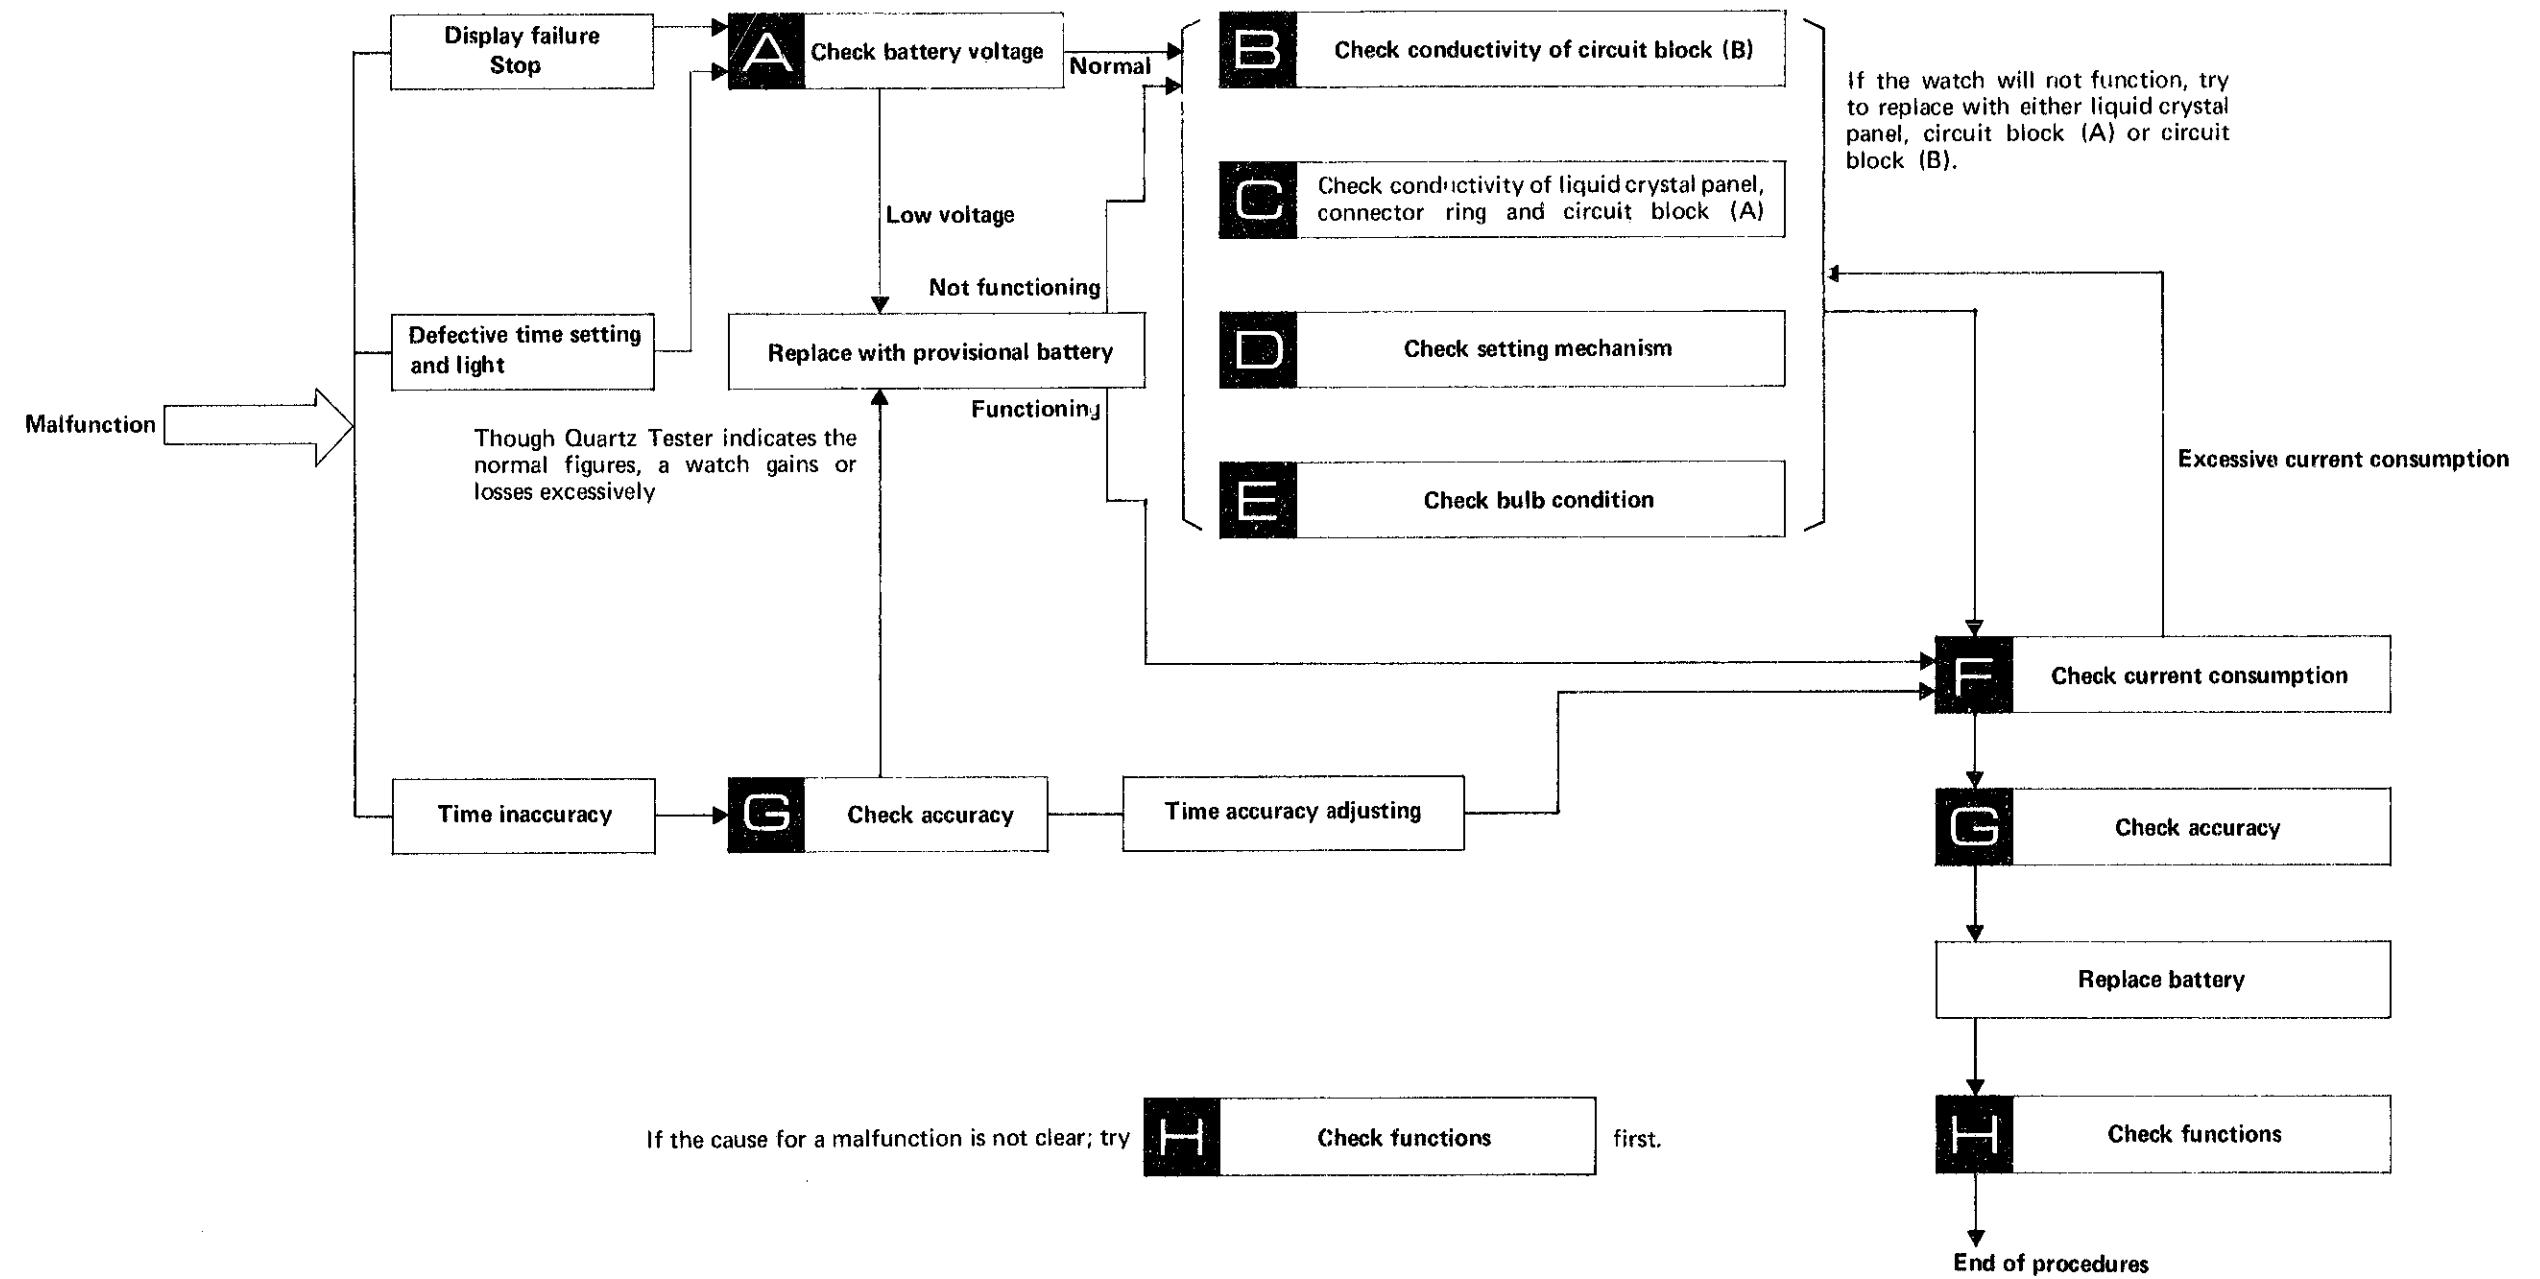 Display failure
Stop
A
Check battery voltage
Normal
B
Check conductivity of circuit block (B)
If the watch will not function, try
to replace with either liquid crystal
panel, circuit block (A) or circuit
block (B).
C
Check conductivity of liquid crystal panel,
connector ring and circuit block (A)
Low voltage
Not functioning
Defective time setting
and light
Replace with provisional battery
D
Check setting mechanism
Functioning
Malfunction
Though Quartz Tester indicates the
normal figures, a watch gains or
losses excessively
Excessive current consumption
E
Check bulb condition
F
Check current consumption
Time inaccuracy
G
Check accuracy
Time accuracy adjusting
G
Check accuracy
Replace battery
If the cause for a malfunction is not clear; try
H
Check functions
first.
H
Check functions
End of procedures